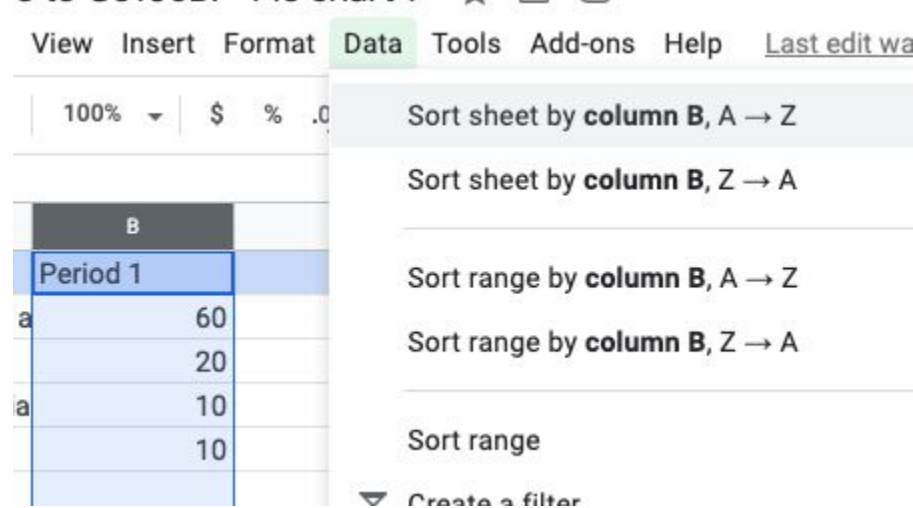 View Insert Format Data Tools Add-ons Help Last edit wa
100% $ % .0
Sort sheet by column B, A → Z
Sort sheet by column B, Z → A
B
Period 1
Sort range by column B, A → Z
a 60
Sort range by column B, Z → A
20
ia 10
10
Sort range
Create a filter